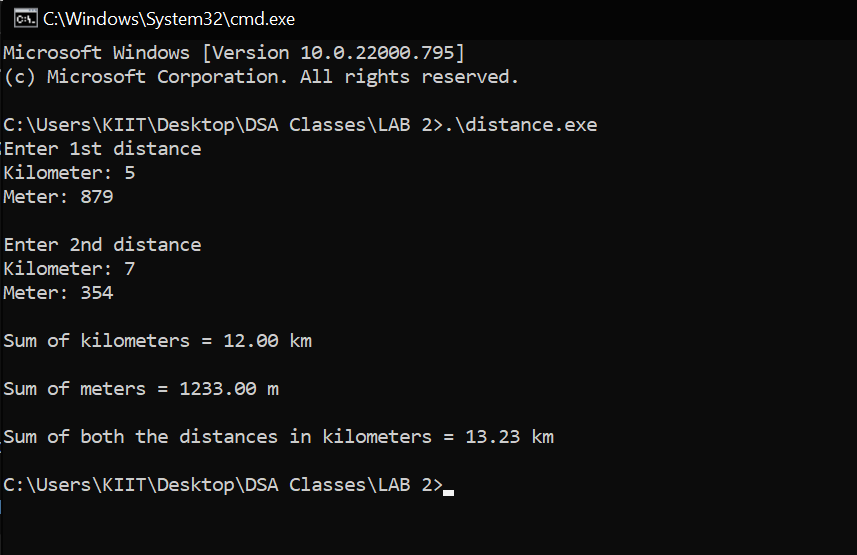 C:\Windows\System32\cmd.exe
Microsoft Windows [Version 10.0.22000.795]
(c) Microsoft Corporation. All rights reserved.
C:\Users\KIIT\Desktop\DSA Classes\LAB 2>.\distance.exe
Enter 1st distance
Kilometer: 5
Meter: 879
Enter 2nd distance
Kilometer: 7
Meter: 354
Sum of kilometers = 12.00 km
Sum of meters = 1233.00 m
Sum of both the distances in kilometers = 13.23 km
C:\Users\KIIT\Desktop\DSA Classes\LAB 2>